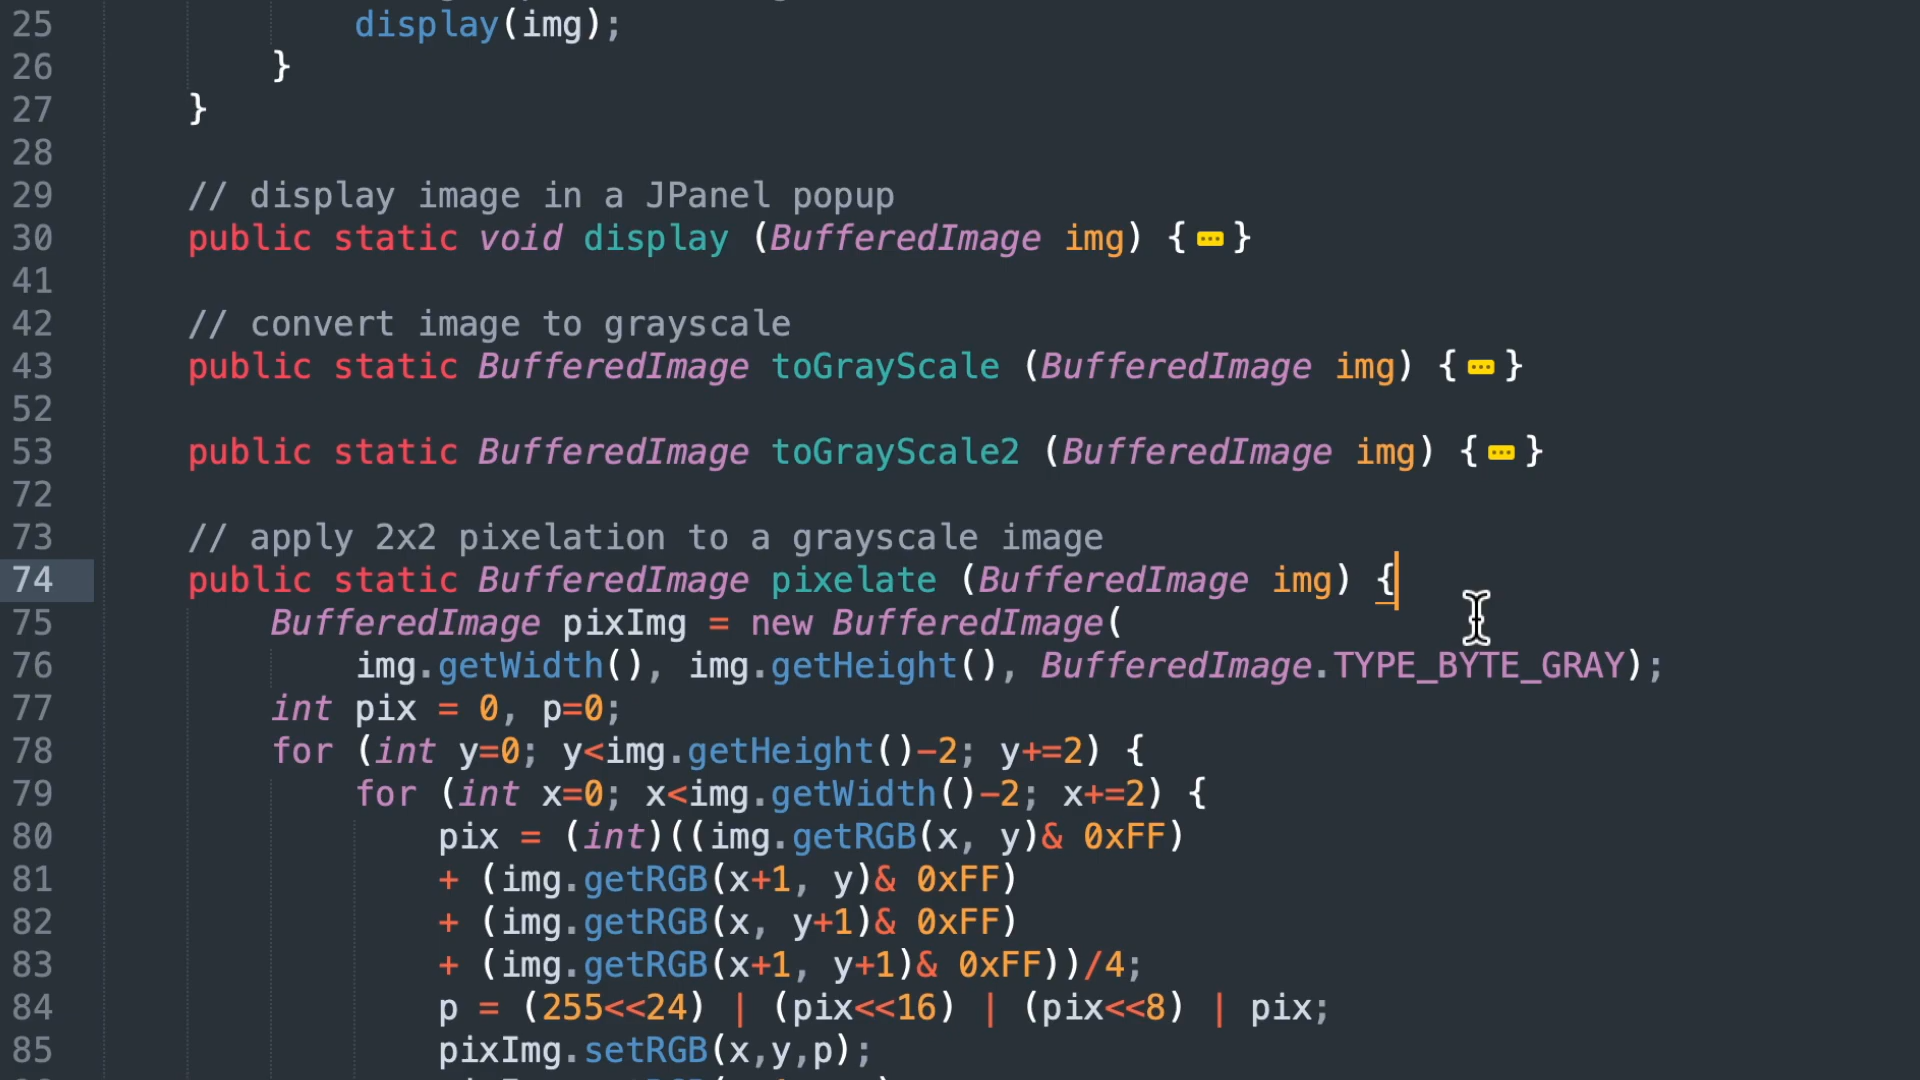 25 display(img);
26 }
27 }
28
29 // display image in a JPanel popup
30 public static void display (BufferedImage img) {…}
41
42 // convert image to grayscale
43 public static BufferedImage toGrayScale (BufferedImage img) {…}
52
53 public static BufferedImage toGrayScale2 (BufferedImage img) {…}
72
73 // apply 2x2 pixelation to a grayscale image
74 public static BufferedImage pixelate (BufferedImage img) {
75 BufferedImage pixImg = new BufferedImage(
76 img.getWidth(), img.getHeight(), BufferedImage.TYPE_BYTE_GRAY);
77 int pix = 0, p=0;
78 for (int y=0; y<img.getHeight()-2; y+=2) {
79 for (int x=0; x<img.getWidth()-2; x+=2) {
80 pix = (int)((img.getRGB(x, y)& 0xFF)
81 + (img.getRGB(x+1, y)& 0xFF)
82 + (img.getRGB(x, y+1)& 0xFF)
83 + (img.getRGB(x+1, y+1)& 0xFF))/4;
84 p = (255<<24) | (pix<<16) | (pix<<8) | pix;
85 pixImg.setRGB(x,y,p);